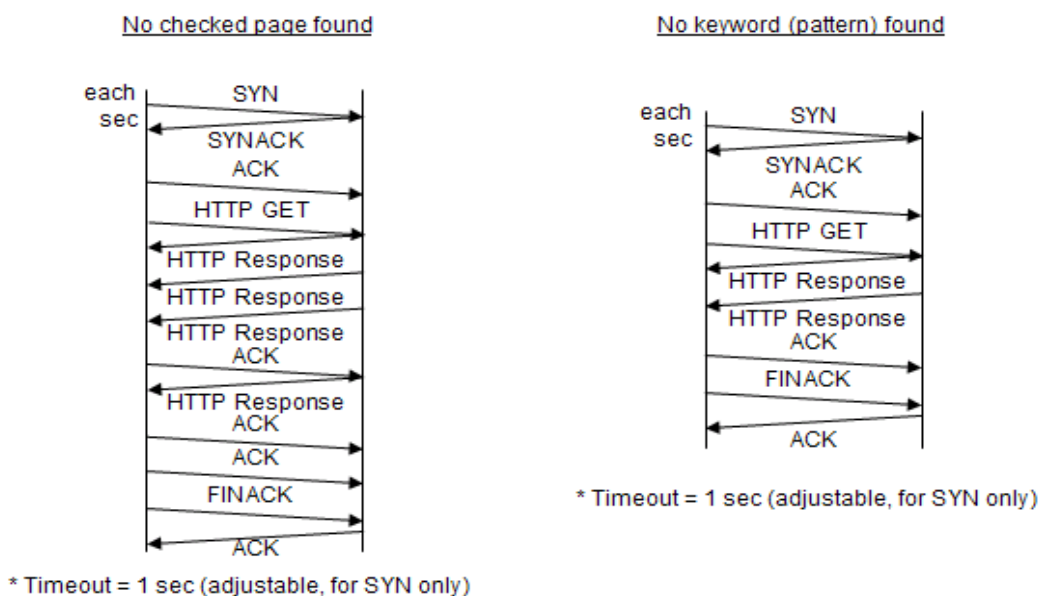 No checked page found
each
sec
SYN
SYNACK
ACK
HTTP GET
HTTP Response
HTTP Response
HTTP Response
ACK
HTTP Response
ACK
ACK
FINACK
ACK
* Timeout = 1 sec (adjustable, for SYN only)
No keyword (pattern) found
each
sec
SYN
SYNACK
ACK
HTTP GET
HTTP Response
HTTP Response
ACK
FINACK
ACK
* Timeout = 1 sec (adjustable, for SYN only)